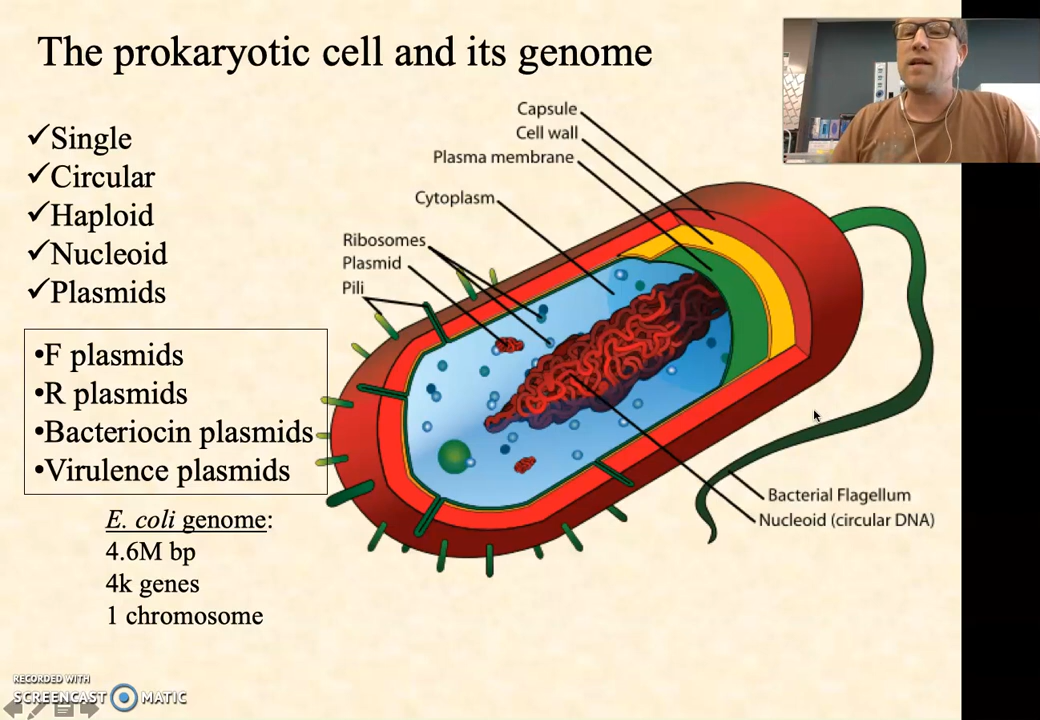 The prokaryotic cell and its genome
✓Single
✓Circular
✓Haploid
✓Nucleoid
✓Plasmids
•F plasmids
•R plasmids
•Bacteriocin plasmids
•Virulence plasmids
E. coli genome:
4.6M bp
4k genes
1 chromosome
Capsule
Cell wall
Plasma membrane
Cytoplasm
Ribosomes
Plasmid
Pili
Bacterial Flagellum
Nucleoid (circular DNA)
RECORDED WITH
SCREENCAST MATIC